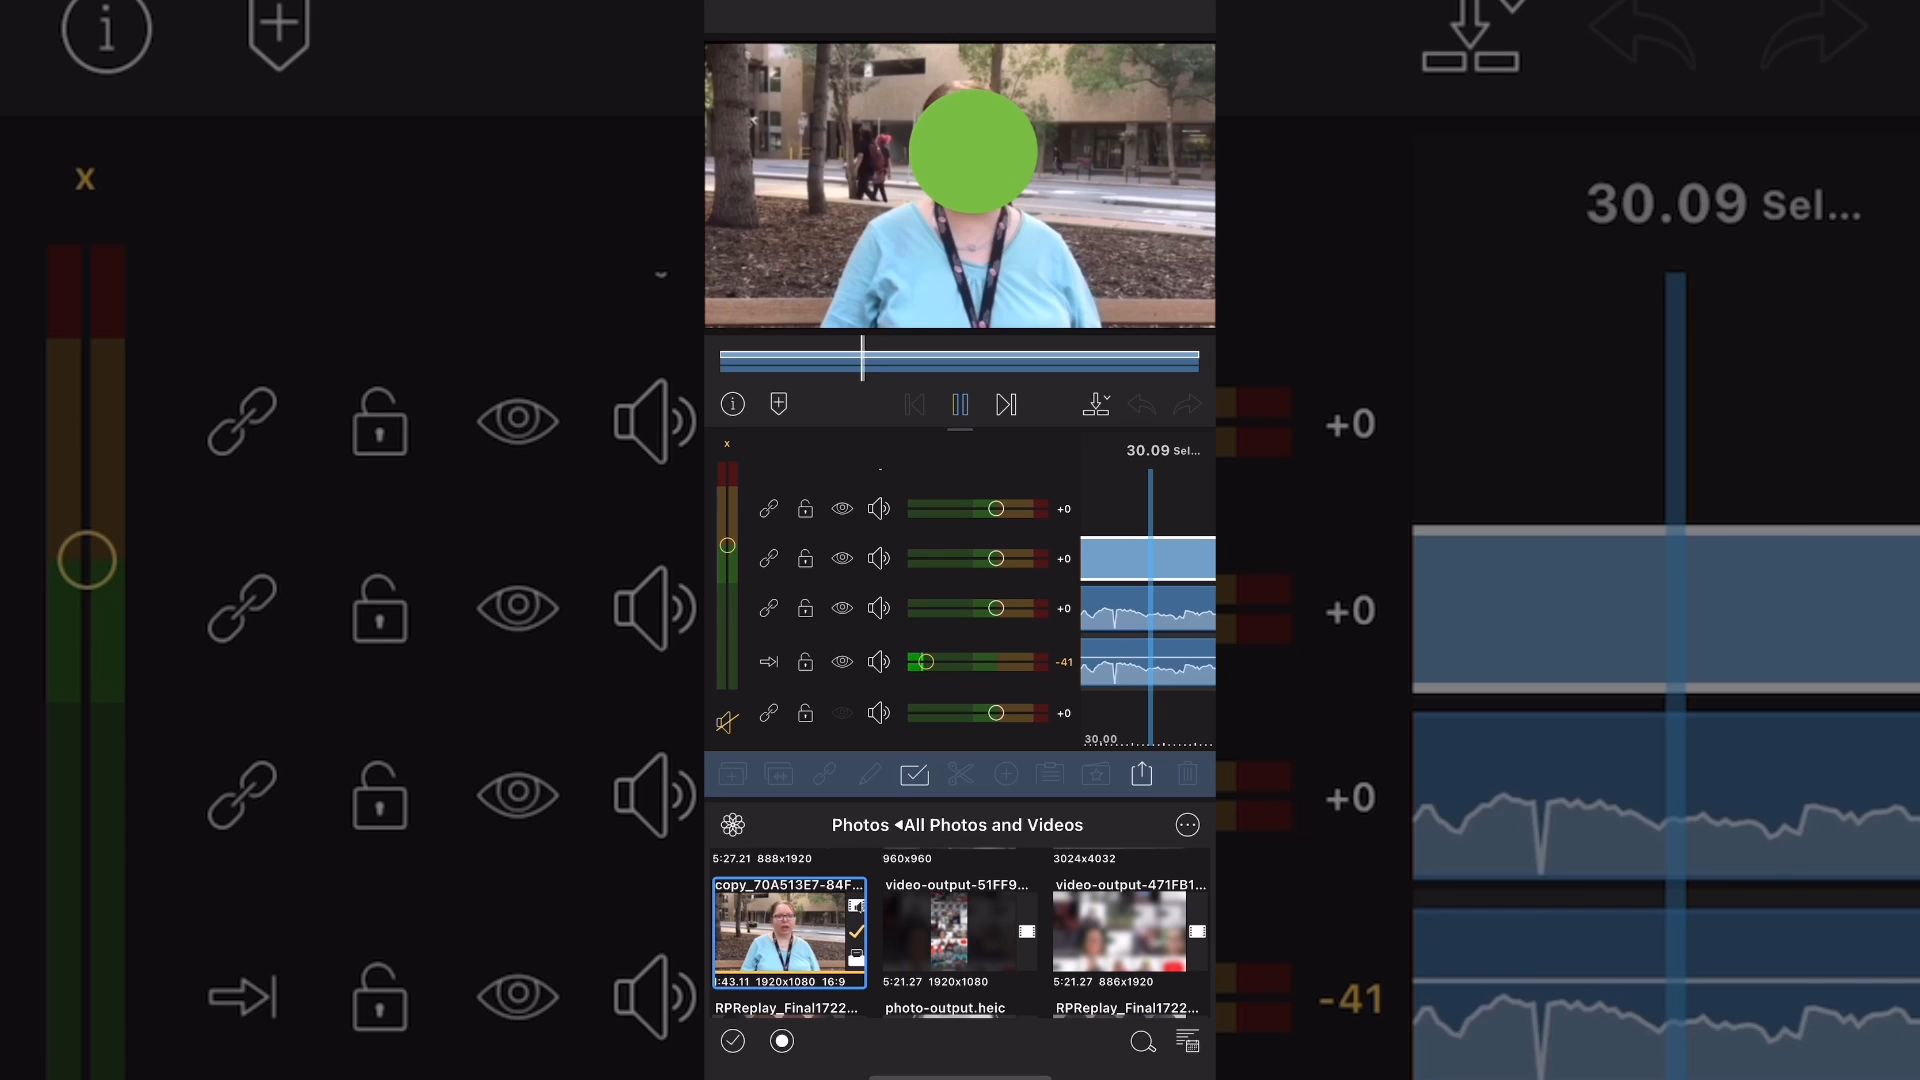 x
30.09 Sel...
+0
+0
+0
-41
x
30.09 Sel...
+0
+0
+0
-41
+0
30.00
Photos ◂All Photos and Videos
5:27.21 888x1920
960x960
3024x4032
copy_70A513E7-84F...
video-output-51FF9...
video-output-471FB1...
1:43.11 1920x1080 16:9
5:21.27 1920x1080
5:21.27 886x1920
RPReplay_Final1722...
photo-output.heic
RPReplay_Final1722...